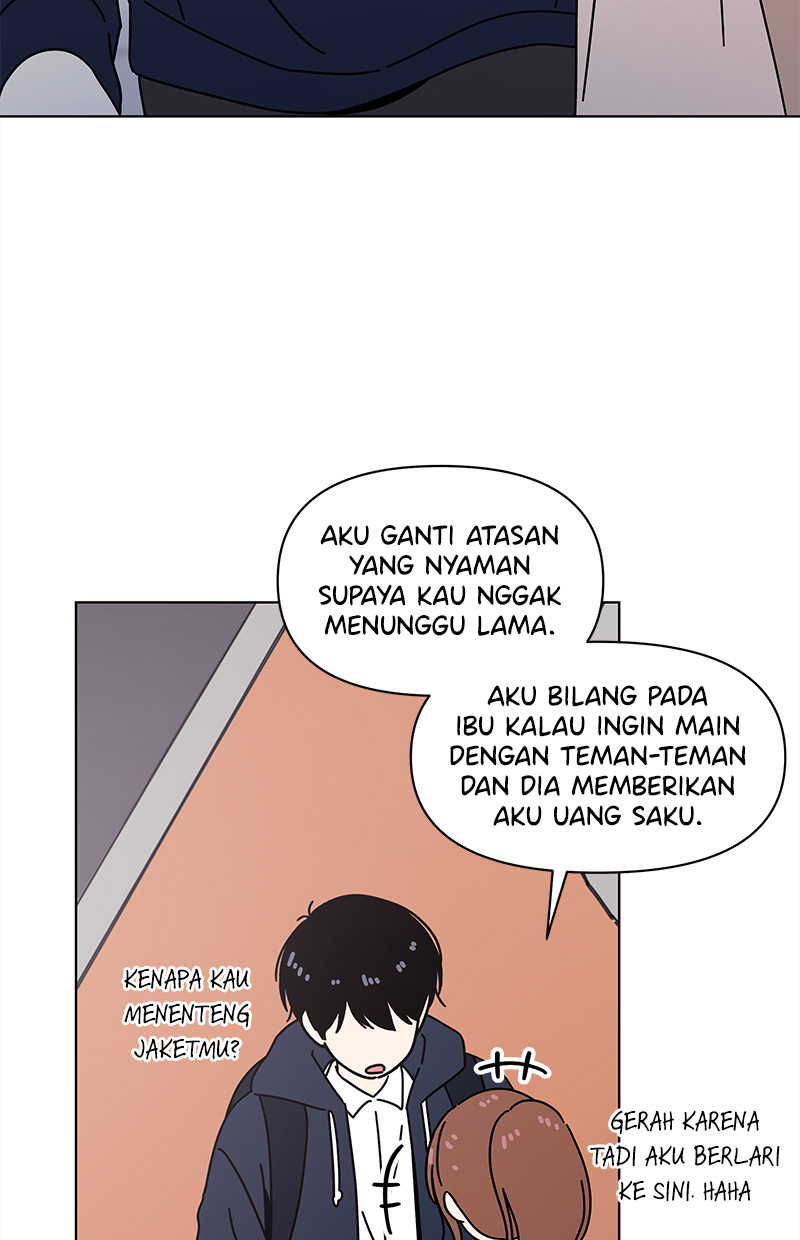 AKU GANTI ATASAN
YANG NYAMAN
SUPAYA KAU NGGAK
MENUNGGU LAMA.
AKU BILANG PADA
IBU KALAU INGIN MAIN
DENGAN TEMAN-TEMAN
DAN DIA MEMBERIKAN
AKU UANG SAKU.
KENAPA KAU
MENENTENG
JAKETMU?
GERAH KARENA
TADI AKU BERLARI
KE SINI. HAHA